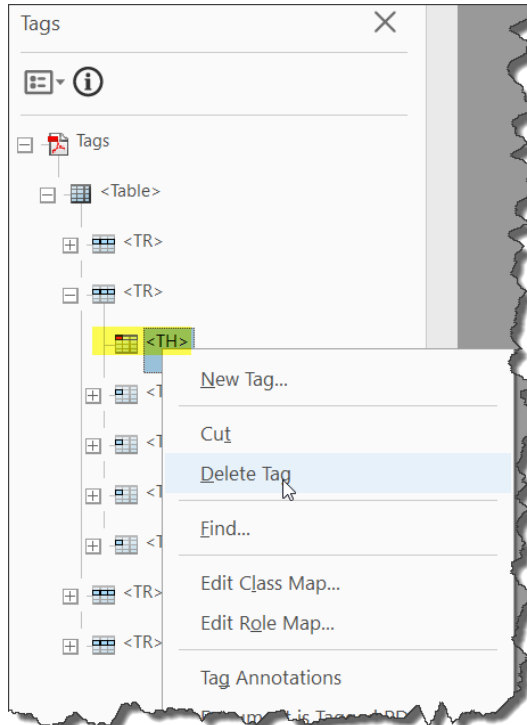 Tags
Tags
<Table>
<TR>
<TR>
<TH>
New Tag...
Cut
Delete Tag
Find...
Edit Class Map...
Edit Role Map...
<TR>
<TR>
Tag Annotations